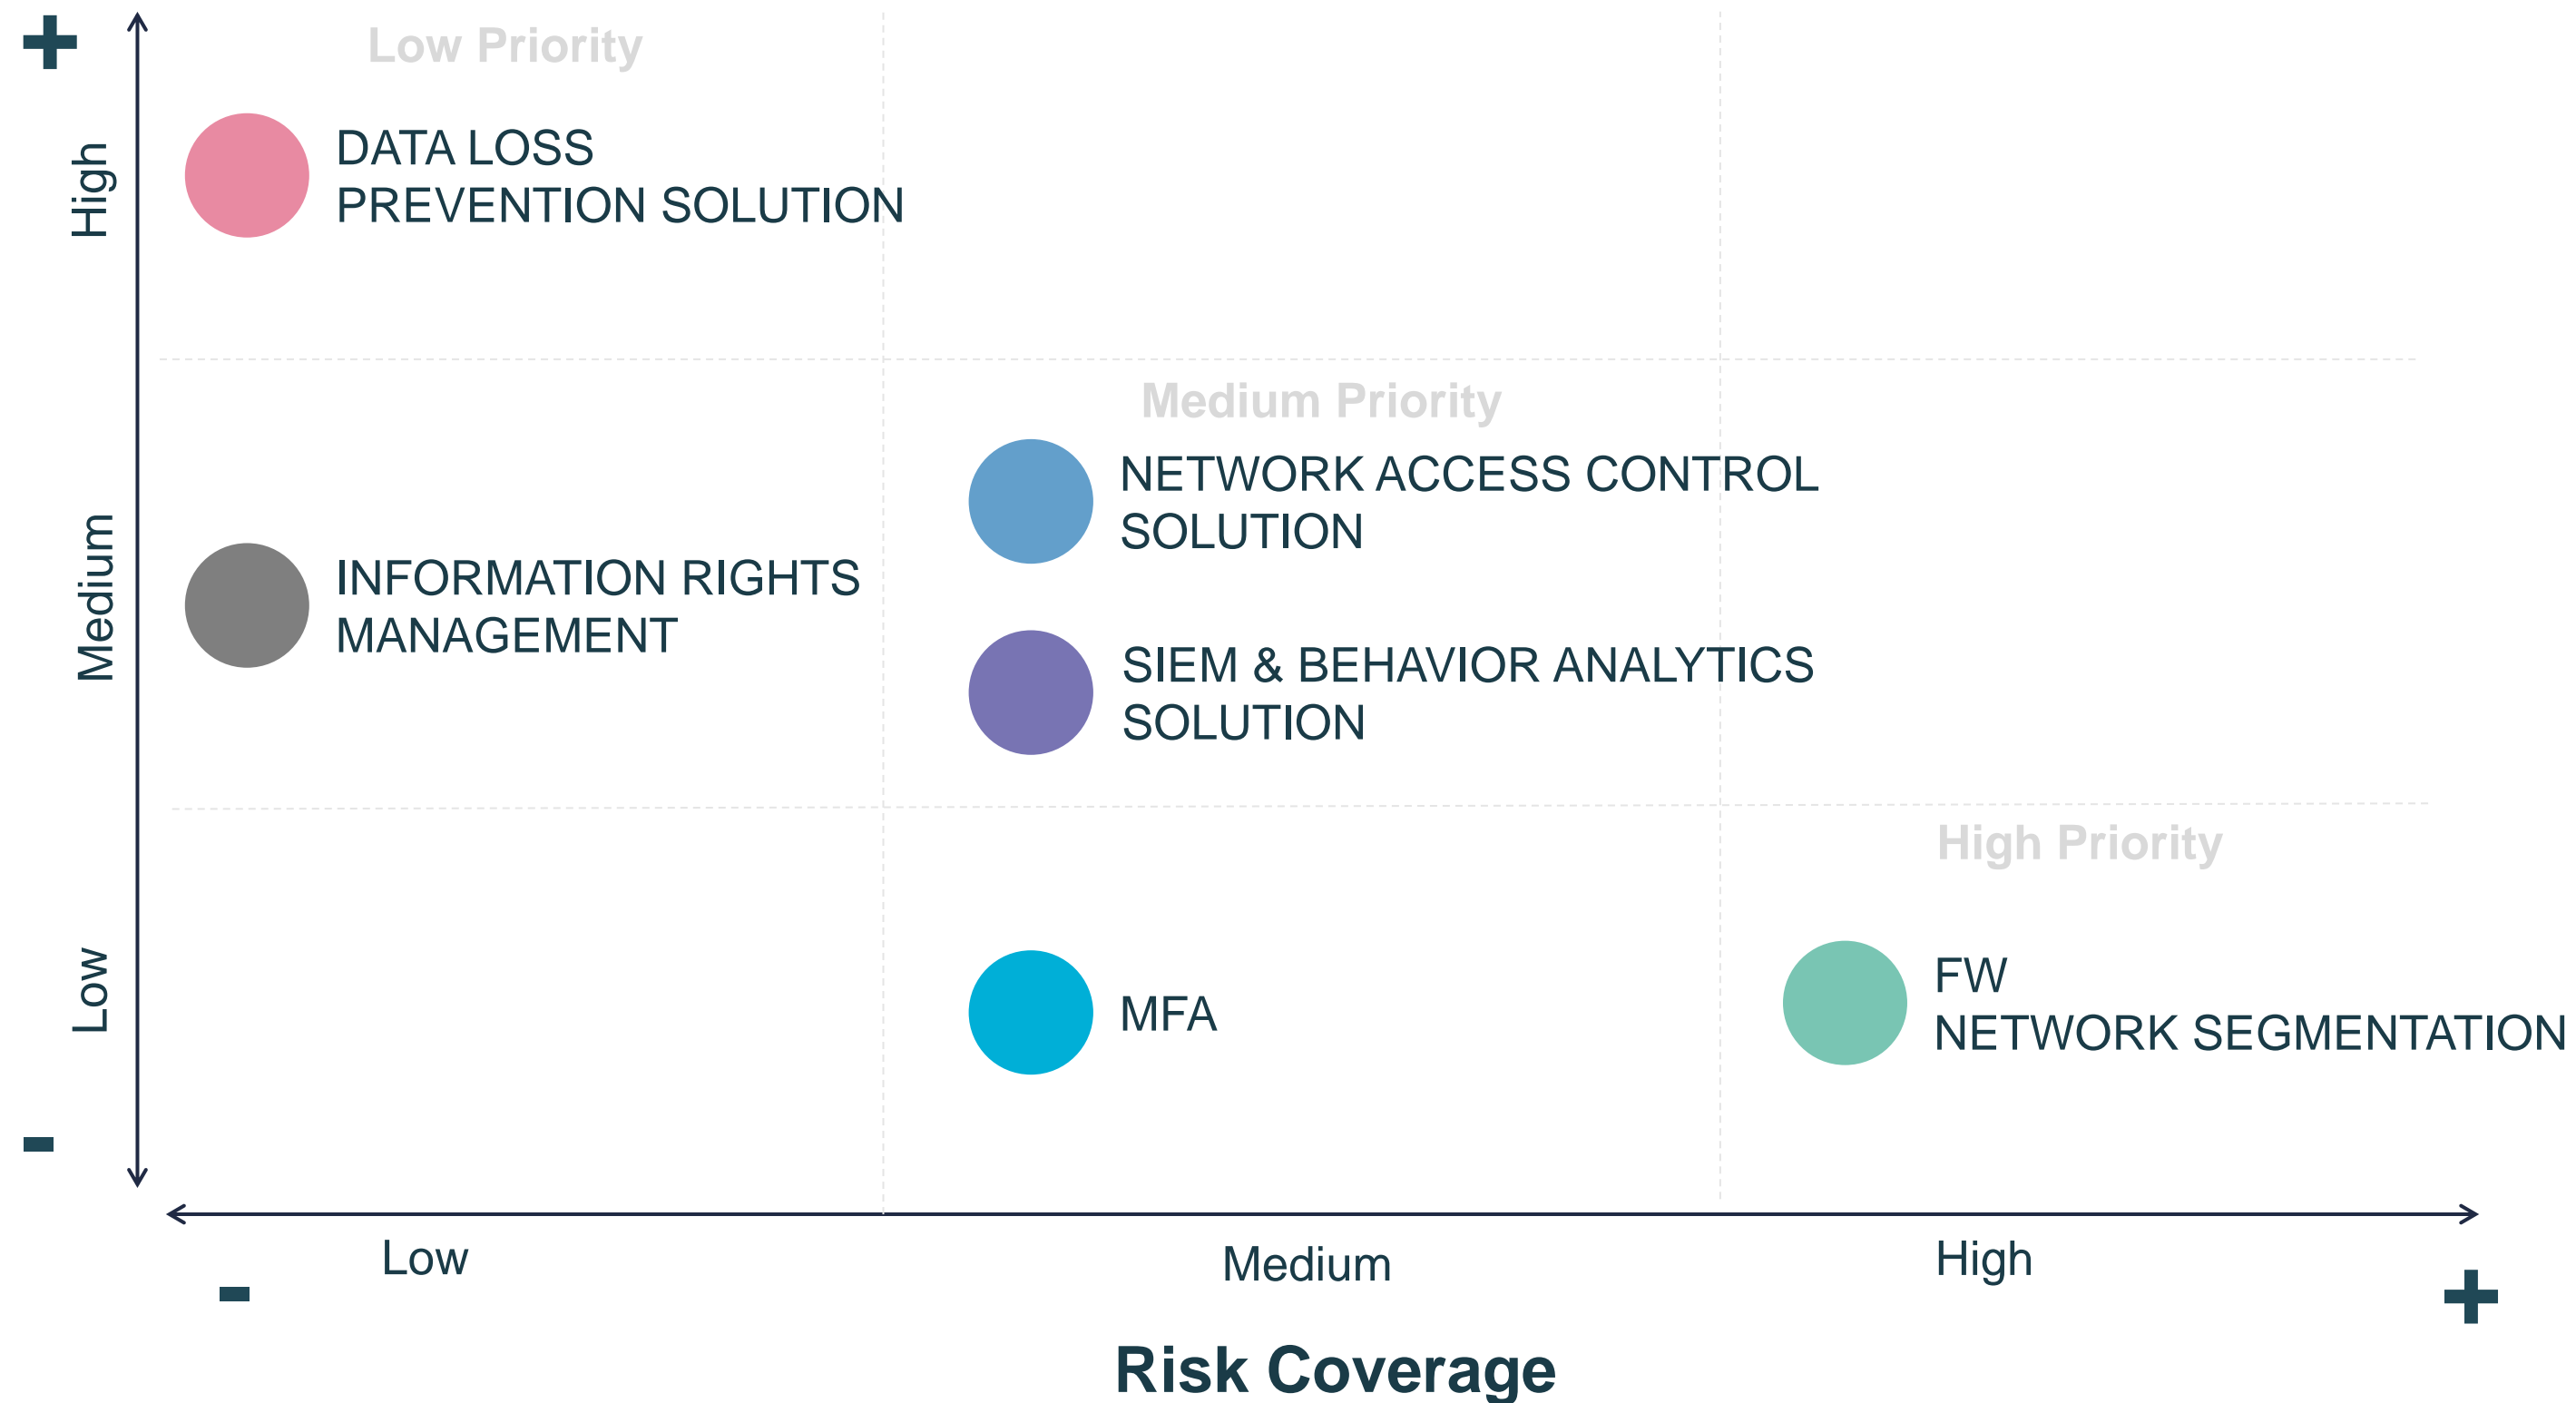 +
Low Priority
High
DATA LOSS
PREVENTION SOLUTION
Medium Priority
Medium
NETWORK ACCESS CONTROL
SOLUTION
INFORMATION RIGHTS
MANAGEMENT
SIEM & BEHAVIOR ANALYTICS
SOLUTION
High Priority
Low
MFA
FW
NETWORK SEGMENTATION
-
Low
Medium
High
-
+
Risk Coverage